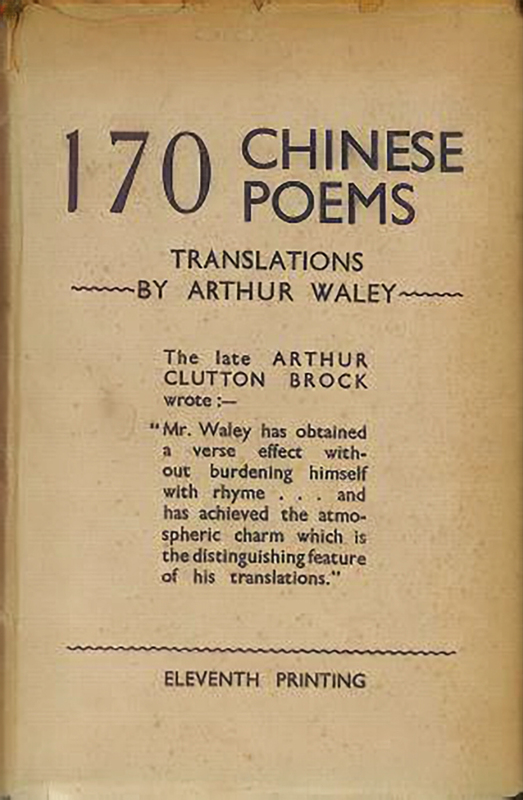 170 CHINESE
POEMS
TRANSLATIONS
BY ARTHUR WALEY
The late ARTHUR
CLUTTON BROCK
wrote :—
"Mr. Waley has obtained
a verse effect with-
out burdening himself
with rhyme . . . and
has achieved the atmo-
spheric charm which is
the distinguishing feature
of his translations."
ELEVENTH PRINTING